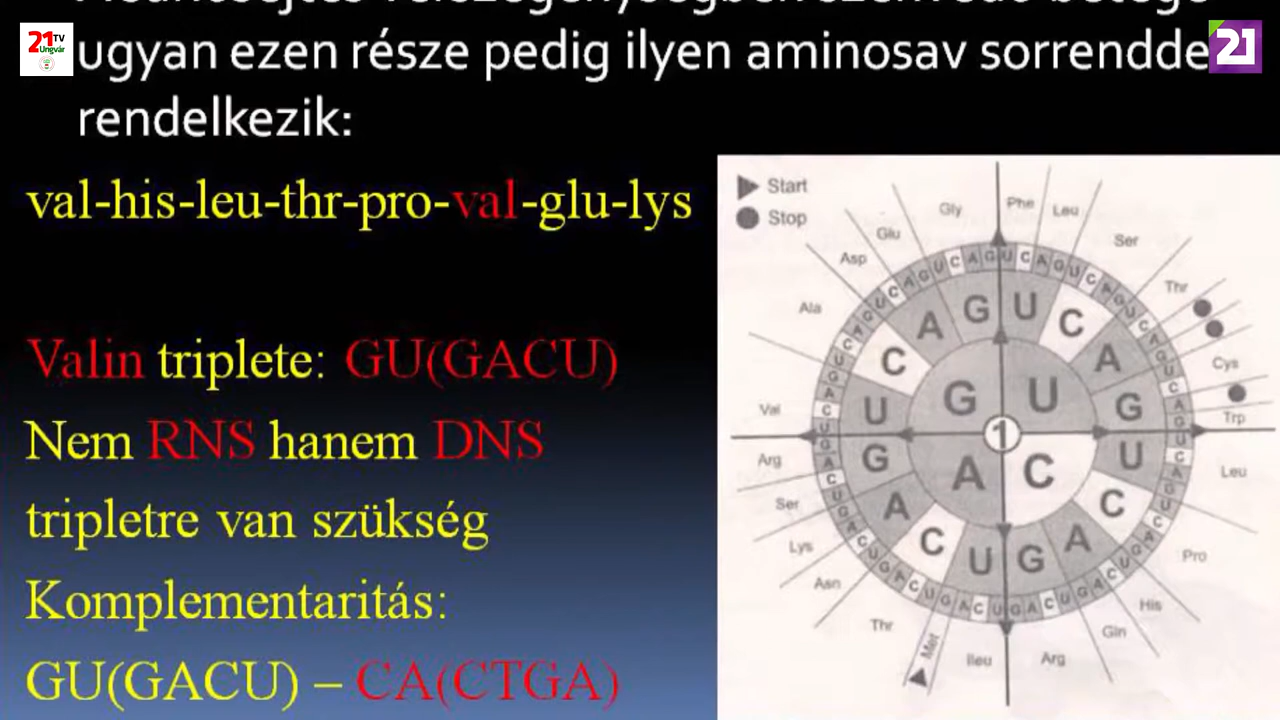 21 TV
Ungvár
21
ugyan ezen része pedig ilyen aminosav sorrendde
rendelkezik:
val-his-leu-thr-pro-val-glu-lys
Valin triplete: GU(GACU)
Nem RNS hanem DNS
tripletre van szükség
Komplementaritás:
GU(GACU) – CA(CTGA)
Start
Stop
Gly
Phe
Leu
Ser
Thr
Cys
Trp
Leu
Pro
His
Gln
Arg
Ileu
Met
Thr
Asn
Lys
Ser
Arg
Val
Ala
Asp
Glu
G U
A C
1
U C A G
U C A G
U C A G
U C A G